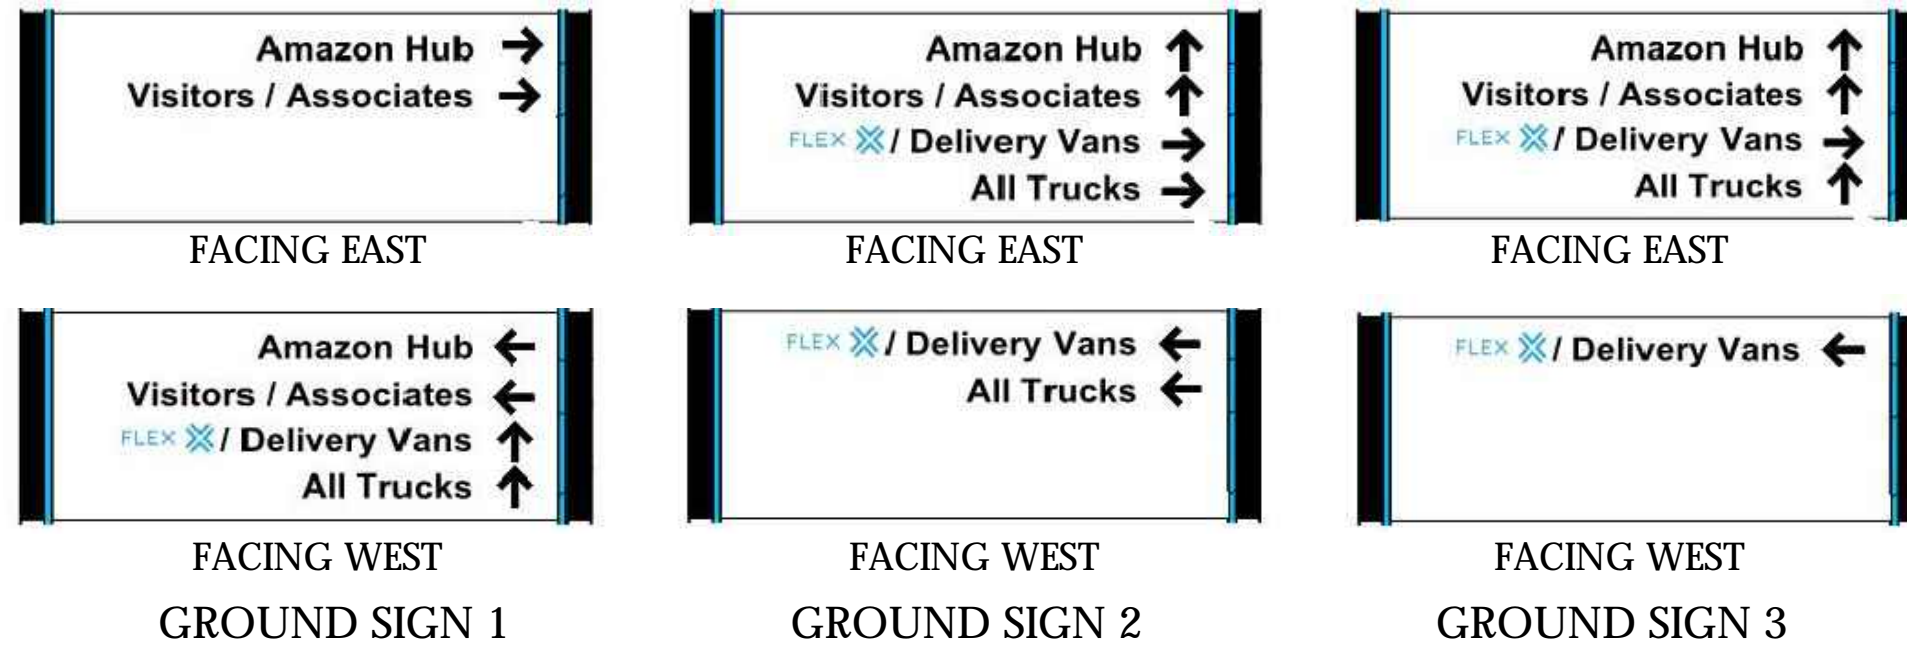 Amazon Hub →
Visitors / Associates →
FACING EAST
Amazon Hub ↑
Visitors / Associates ↑
FLEX / Delivery Vans →
All Trucks →
FACING EAST
Amazon Hub ↑
Visitors / Associates ↑
FLEX / Delivery Vans →
All Trucks ↑
FACING EAST
Amazon Hub ←
Visitors / Associates ←
FLEX / Delivery Vans ↑
All Trucks ↑
FACING WEST
GROUND SIGN 1
FLEX / Delivery Vans ←
All Trucks ←
FACING WEST
GROUND SIGN 2
FLEX / Delivery Vans ←
FACING WEST
GROUND SIGN 3